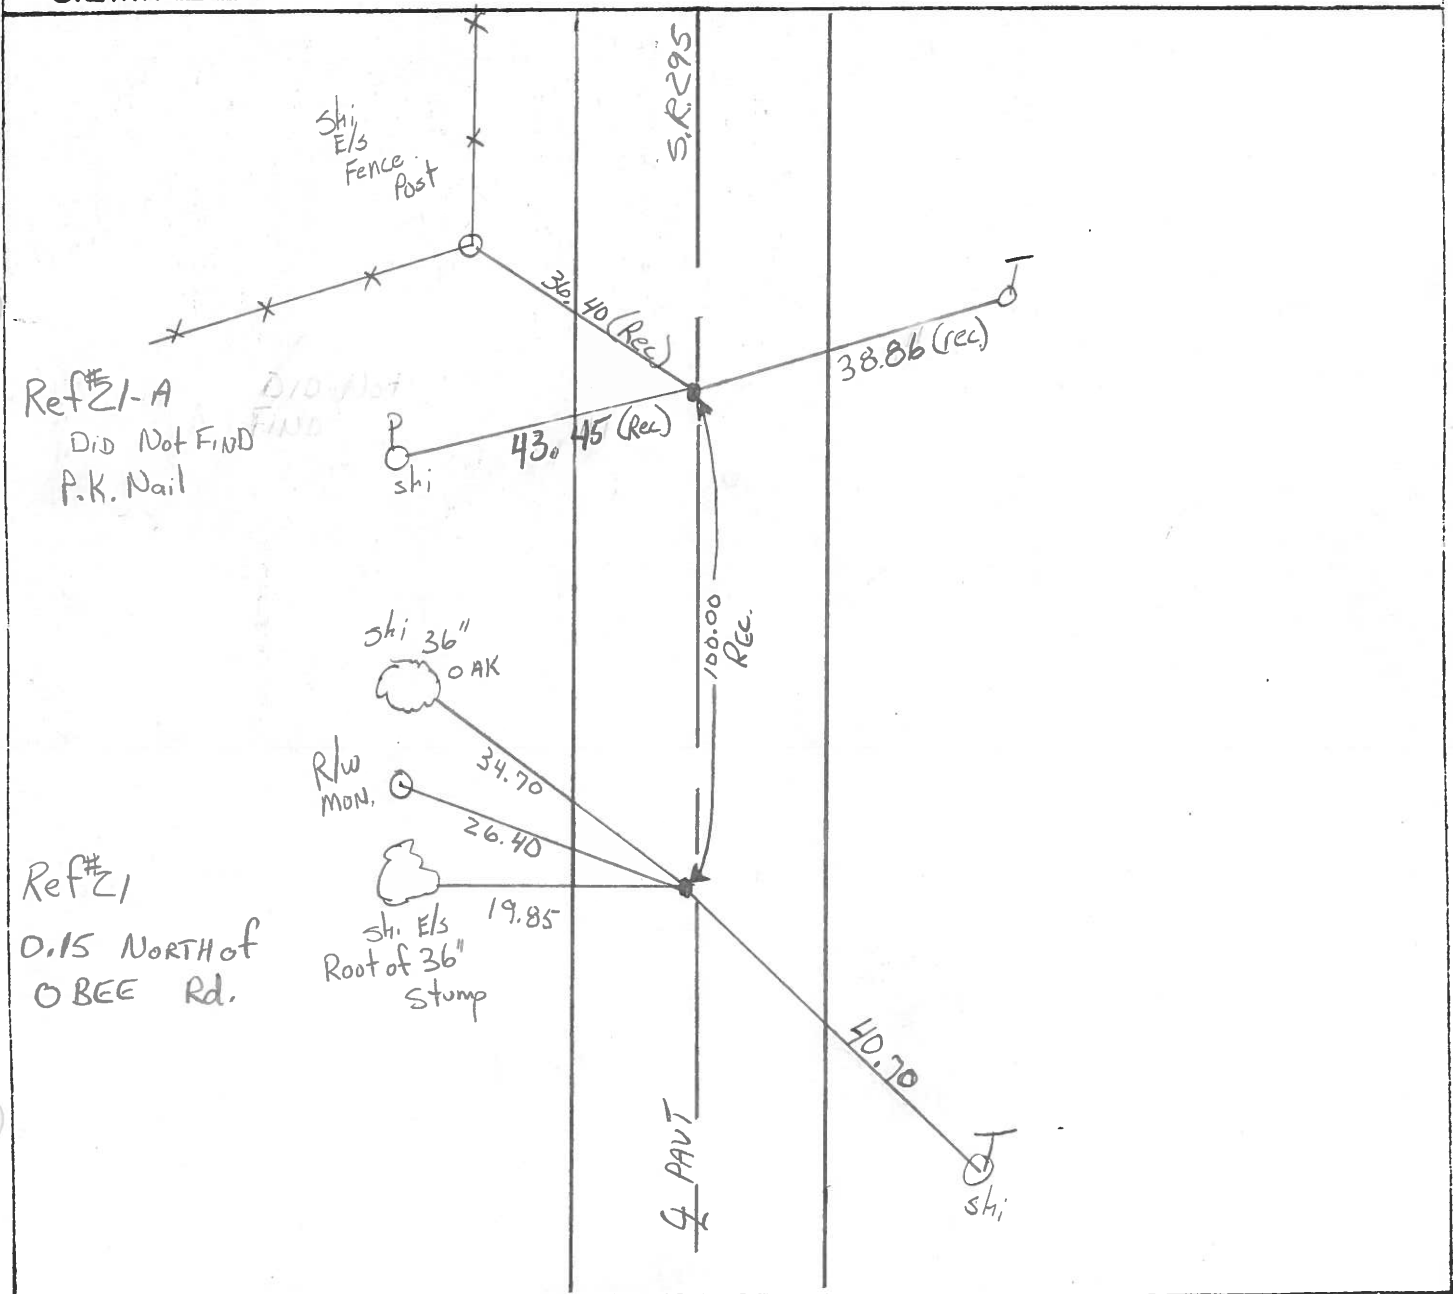 S.R. 295
shi
E/s
Fence
Post
36.40 (Rec)
38.86 (rec.)
Ref #21-A
DiD Not FinD
P.K. Nail
P
shi
43.45 (Rec)
100.00
REC.
shi 36"
OAK
34.70
R/W
MON.
26.40
Ref #21
0.15 NORTH of
OBEE Rd.
19.85
shi E/s
Root of 36"
Stump
40.70
T
shi
℄ PAVT
T